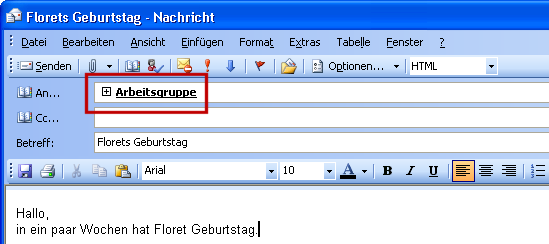 Florets Geburtstag - Nachricht
Datei Bearbeiten Ansicht Einfügen Format Extras Tabelle Fenster ?
Senden Optionen... HTML
An... Arbeitsgruppe
Cc...
Betreff: Florets Geburtstag
Arial 10 A F K U
Hallo,
in ein paar Wochen hat Floret Geburtstag.